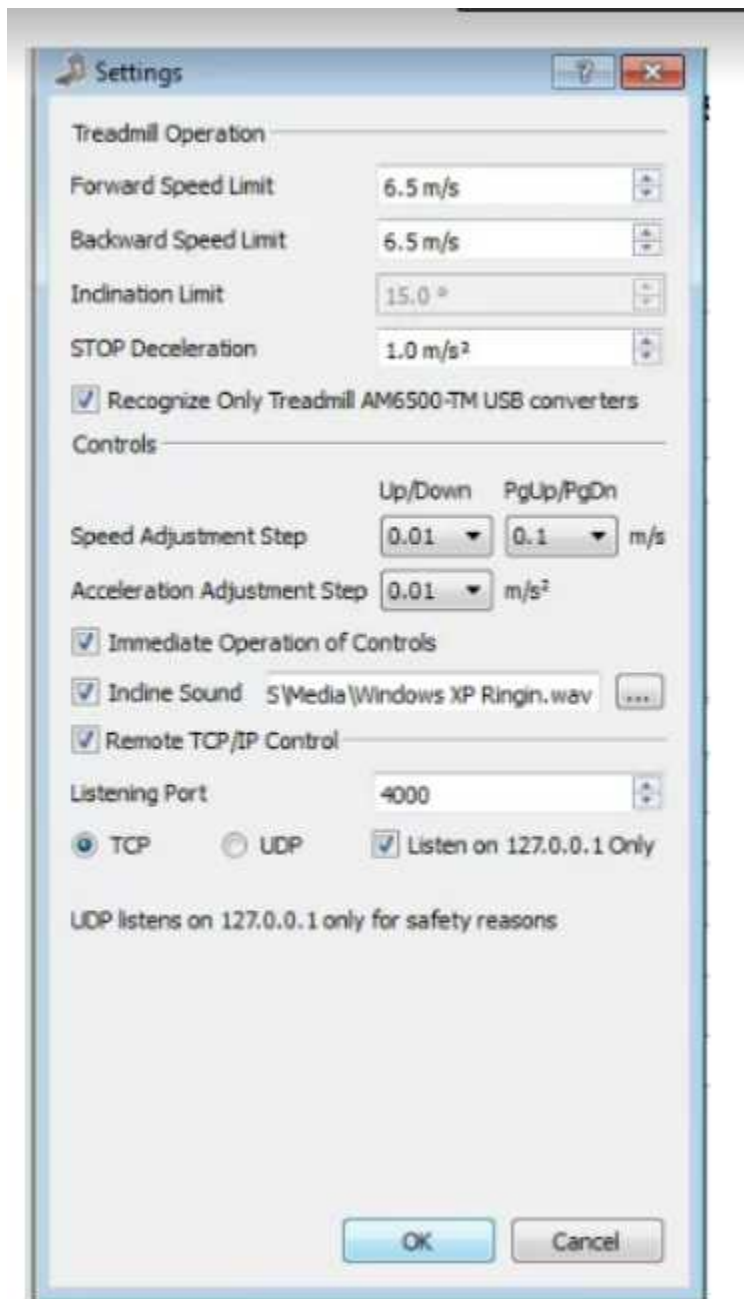 Settings
Treadmill Operation
Forward Speed Limit 6.5 m/s
Backward Speed Limit 6.5 m/s
Inclination Limit 15.0 º
STOP Deceleration 1.0 m/s²
Recognize Only Treadmill AM6500-TM USB converters
Controls
Up/Down PgUp/PgDn
Speed Adjustment Step 0.01 0.1 m/s
Acceleration Adjustment Step 0.01 m/s²
Immediate Operation of Controls
Incline Sound S\Media\Windows XP Ringin.wav ...
Remote TCP/IP Control
Listening Port 4000
TCP UDP Listen on 127.0.0.1 Only
UDP listens on 127.0.0.1 only for safety reasons
OK Cancel